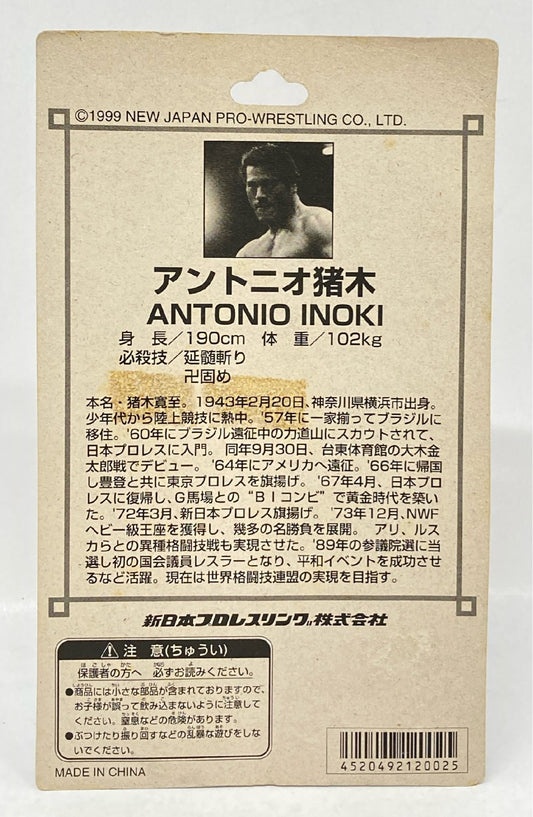 ©1999 NEW JAPAN PRO-WRESTLING CO., LTD.
アントニオ猪木
ANTONIO INOKI
身　長／190cm　体　重／102kg
必殺技／延髄斬り
卍固め
本名・猪木寛至。1943年2月20日、神奈川県横浜市出身。
少年代から陸上競技に熱中。'57年に一家揃ってブラジルに
移住。'60年にブラジル遠征中の力道山にスカウトされて、
日本プロレスに入門。同年9月30日、台東体育館の大木金
太郎戦でデビュー。'64年にアメリカへ遠征。'66年に帰国
し豊登と共に東京プロレスを旗揚げ。'67年4月、日本プロ
レスに復帰し、G馬場との“BIコンビ”で黄金時代を築い
た。'72年3月、新日本プロレス旗揚げ。'73年12月、NWF
ヘビー級王座を獲得し、幾多の名勝負を展開。アリ、ルス
カらとの異種格闘技戦も実現させた。'89年の参議院選に当
選し初の国会議員レスラーとなり、平和イベントを成功させ
るなど活躍。現在は世界格闘技連盟の実現を目指す。
新日本プロレスリング株式会社
注 意(ちゅうい)
保護者の方へ 必ずお読みください。
●商品には小さな部品が含まれておりますので、
お子様が誤って飲み込まないように注意して
ください。窒息などの危険があります。
●ぶつけたり振り回すなどの乱暴な遊びをしな
いでください。
MADE IN CHINA
4520492120025